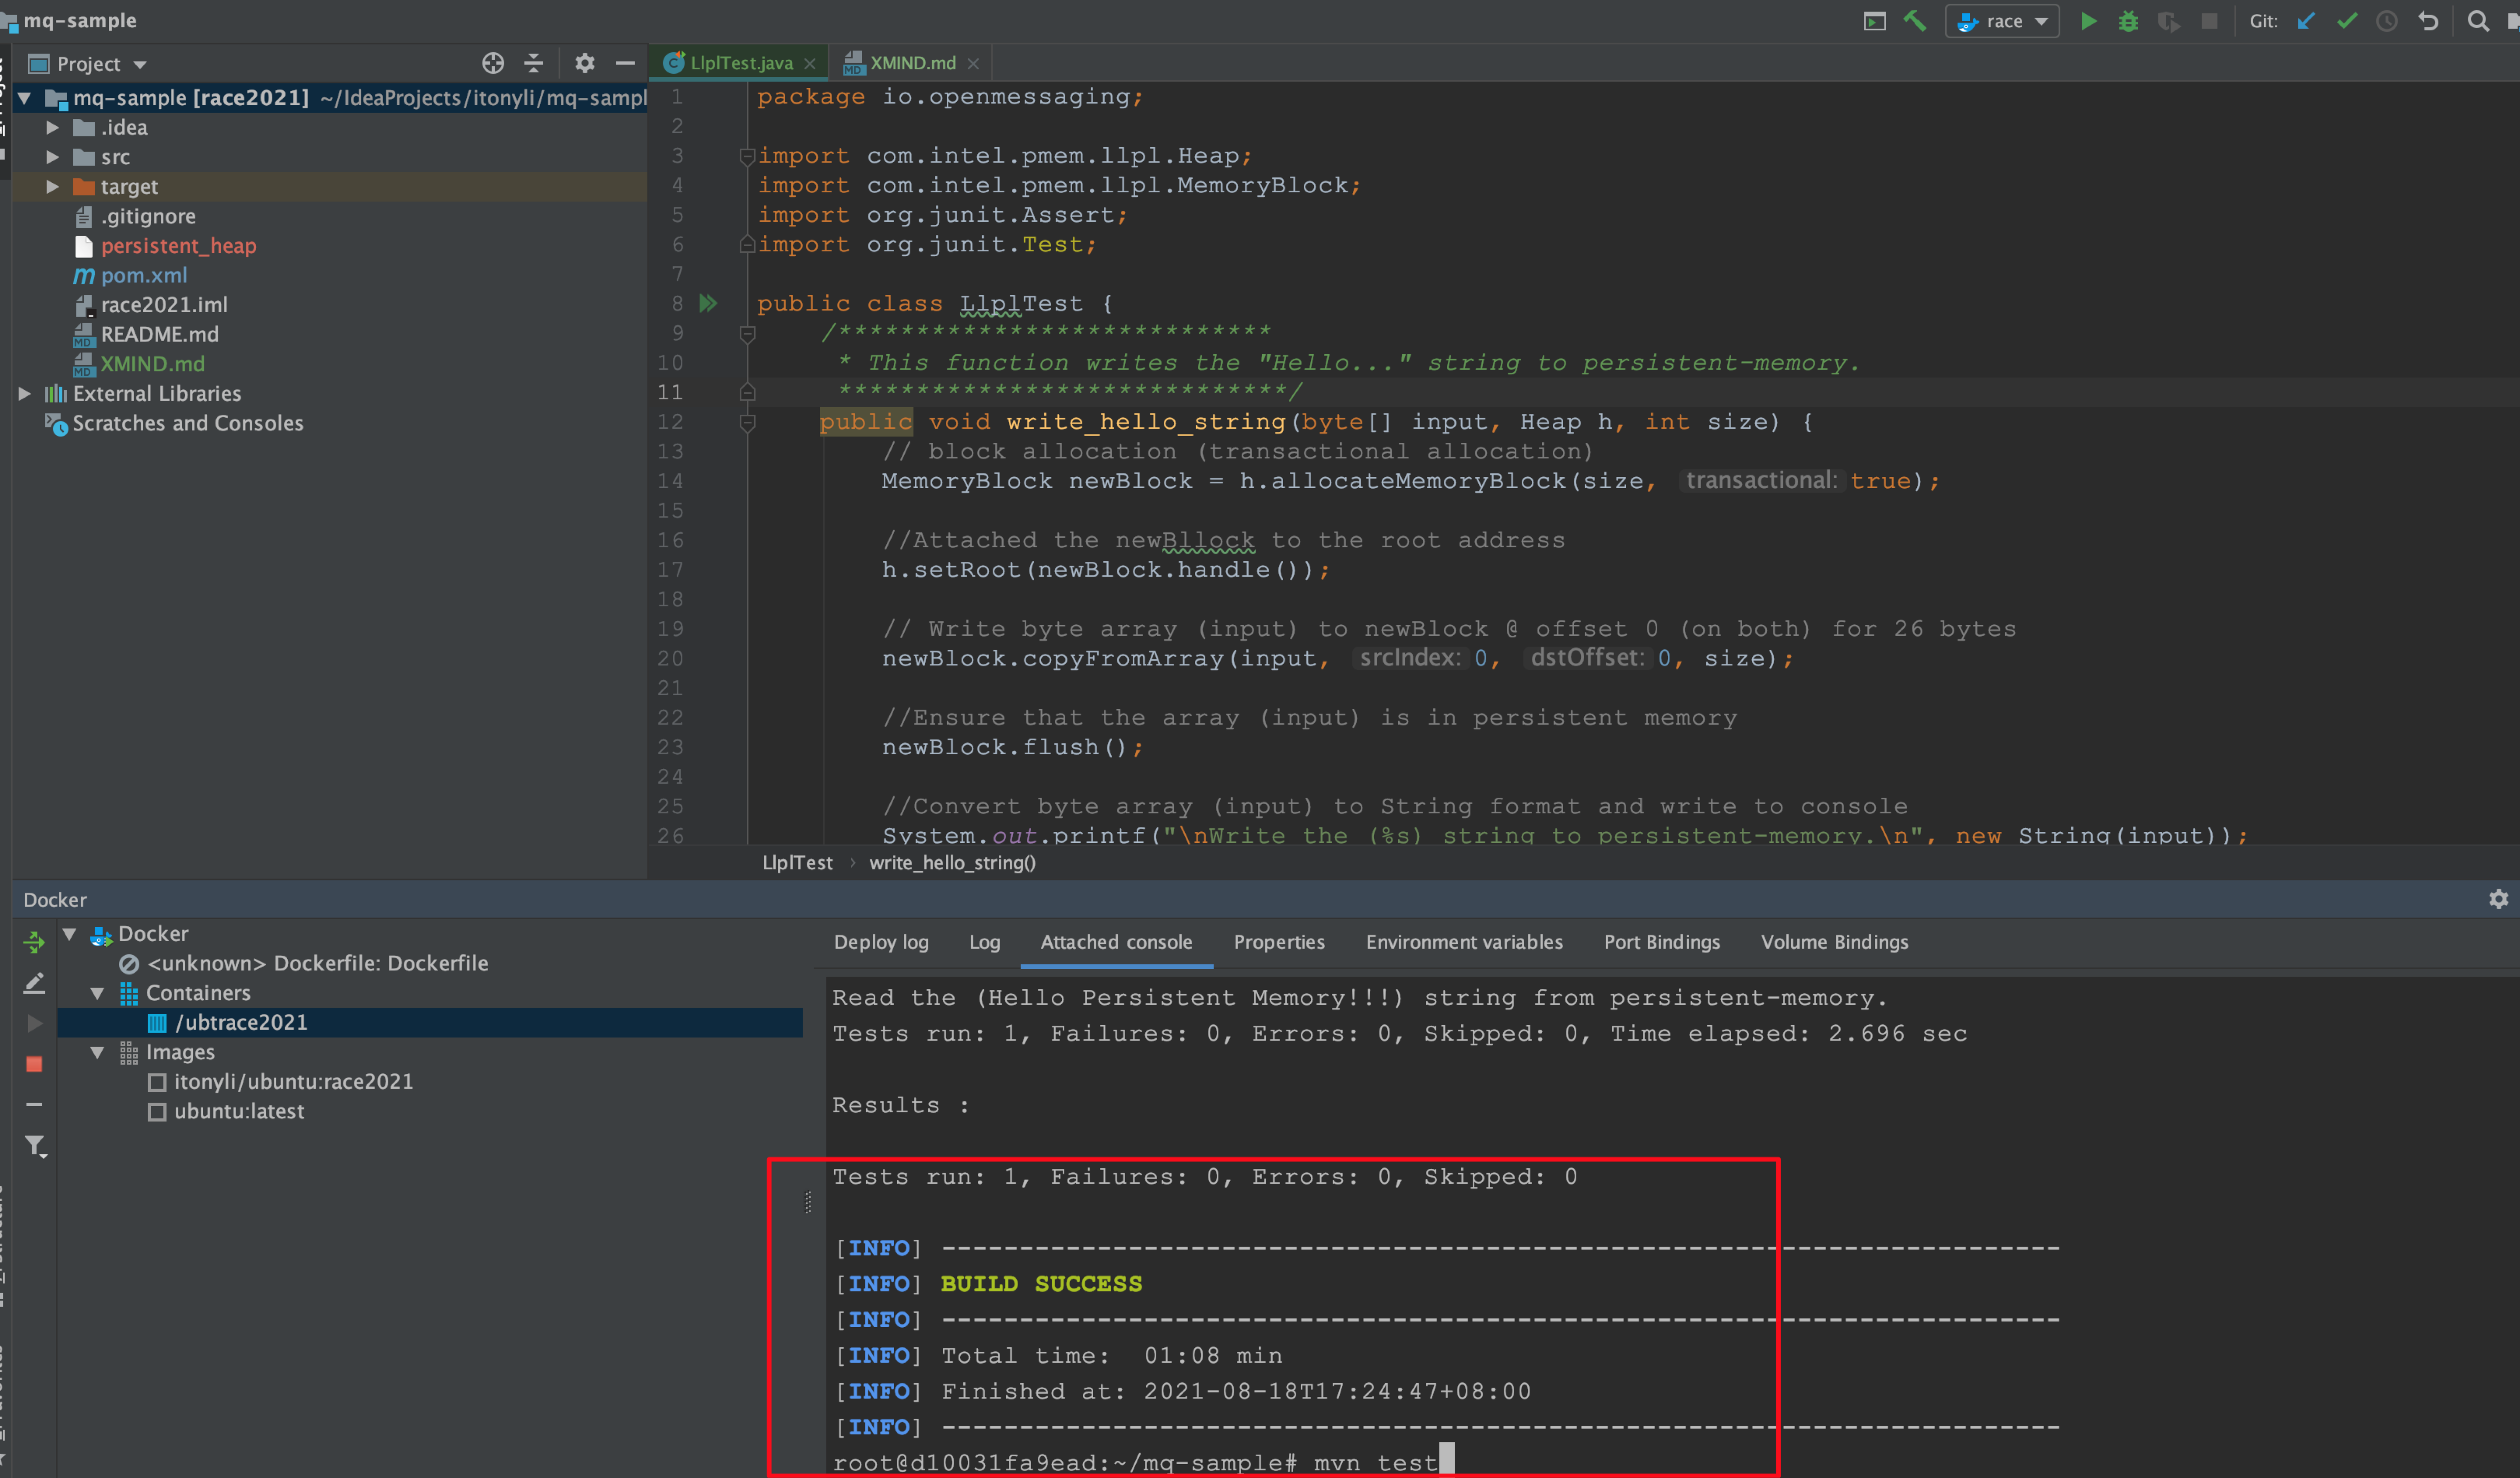 mq-sample
race
Git:
Project
LlplTest.java
XMIND.md
mq-sample [race2021] ~/IdeaProjects/itonyli/mq-sampl
.idea
src
target
.gitignore
persistent_heap
pom.xml
race2021.iml
README.md
XMIND.md
External Libraries
Scratches and Consoles
1 package io.openmessaging;
2
3 import com.intel.pmem.llpl.Heap;
4 import com.intel.pmem.llpl.MemoryBlock;
5 import org.junit.Assert;
6 import org.junit.Test;
7
8 public class LlplTest {
9 /****************************
10 * This function writes the "Hello..." string to persistent-memory.
11 *****************************/
12 public void write_hello_string(byte[] input, Heap h, int size) {
13 // block allocation (transactional allocation)
14 MemoryBlock newBlock = h.allocateMemoryBlock(size, transactional: true);
15
16 //Attached the newBllock to the root address
17 h.setRoot(newBlock.handle());
18
19 // Write byte array (input) to newBlock @ offset 0 (on both) for 26 bytes
20 newBlock.copyFromArray(input, srcIndex: 0, dstOffset: 0, size);
21
22 //Ensure that the array (input) is in persistent memory
23 newBlock.flush();
24
25 //Convert byte array (input) to String format and write to console
26 System.out.printf("\nWrite the (%s) string to persistent-memory.\n", new String(input));
LlplTest › write_hello_string()
Docker
Docker
<unknown> Dockerfile: Dockerfile
Containers
/ubtrace2021
Images
itonyli/ubuntu:race2021
ubuntu:latest
Deploy log Log Attached console Properties Environment variables Port Bindings Volume Bindings
Read the (Hello Persistent Memory!!!) string from persistent-memory.
Tests run: 1, Failures: 0, Errors: 0, Skipped: 0, Time elapsed: 2.696 sec
Results :
Tests run: 1, Failures: 0, Errors: 0, Skipped: 0
[INFO] ------------------------------------------------------------------------
[INFO] BUILD SUCCESS
[INFO] ------------------------------------------------------------------------
[INFO] Total time:  01:08 min
[INFO] Finished at: 2021-08-18T17:24:47+08:00
[INFO] ------------------------------------------------------------------------
root@d10031fa9ead:~/mq-sample# mvn test